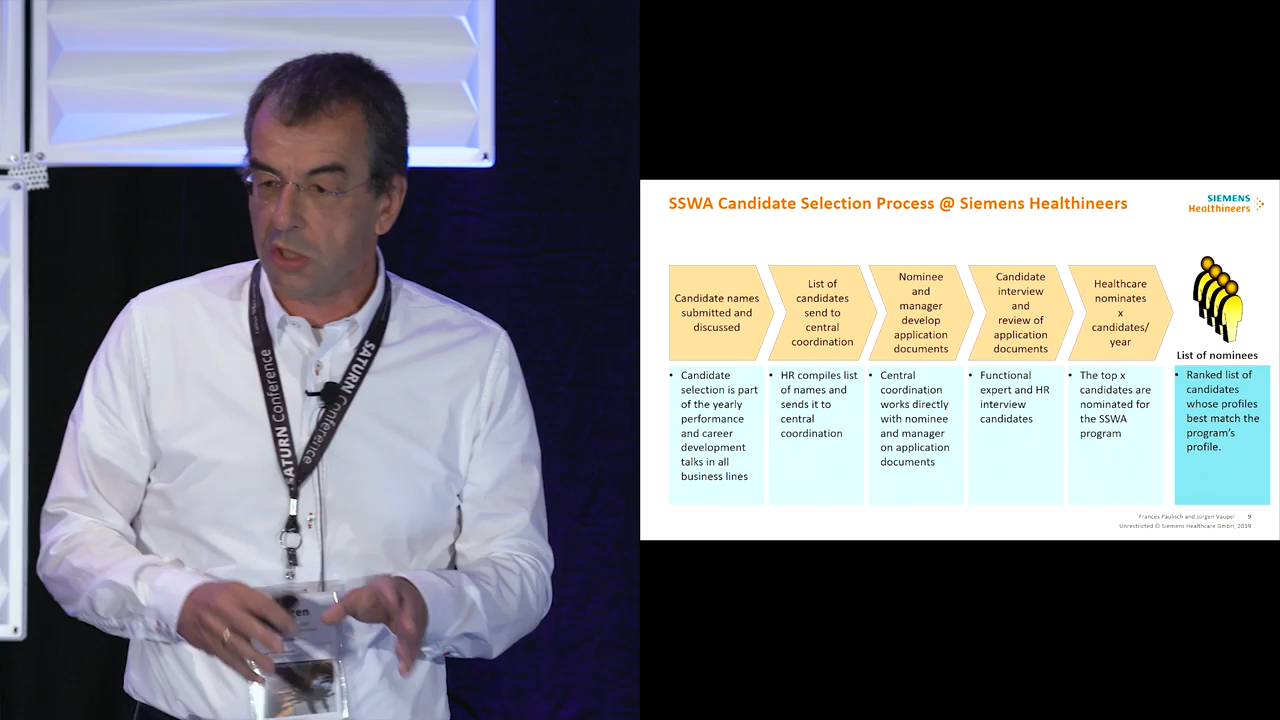 SATURN Conference
SATURN Conference
SSWA Candidate Selection Process @ Siemens Healthineers
SIEMENS
Healthineers
Candidate names
submitted and
discussed
List of
candidates
send to
central
coordination
Nominee
and
manager
develop
application
documents
Candidate
interview
and
review of
application
documents
Healthcare
nominates
x
candidates/
year
List of nominees
• Candidate
selection is part
of the yearly
performance
and career
development
talks in all
business lines
• HR compiles list
of names and
sends it to
central
coordination
• Central
coordination
works directly
with nominee
and manager
on application
documents
• Functional
expert and HR
interview
candidates
• The top x
candidates are
nominated for
the SSWA
program
• Ranked list of
candidates
whose profiles
best match the
program's
profile.
Frances Paulisch and Jürgen Vaupel 9
Unrestricted © Siemens Healthcare GmbH, 2019